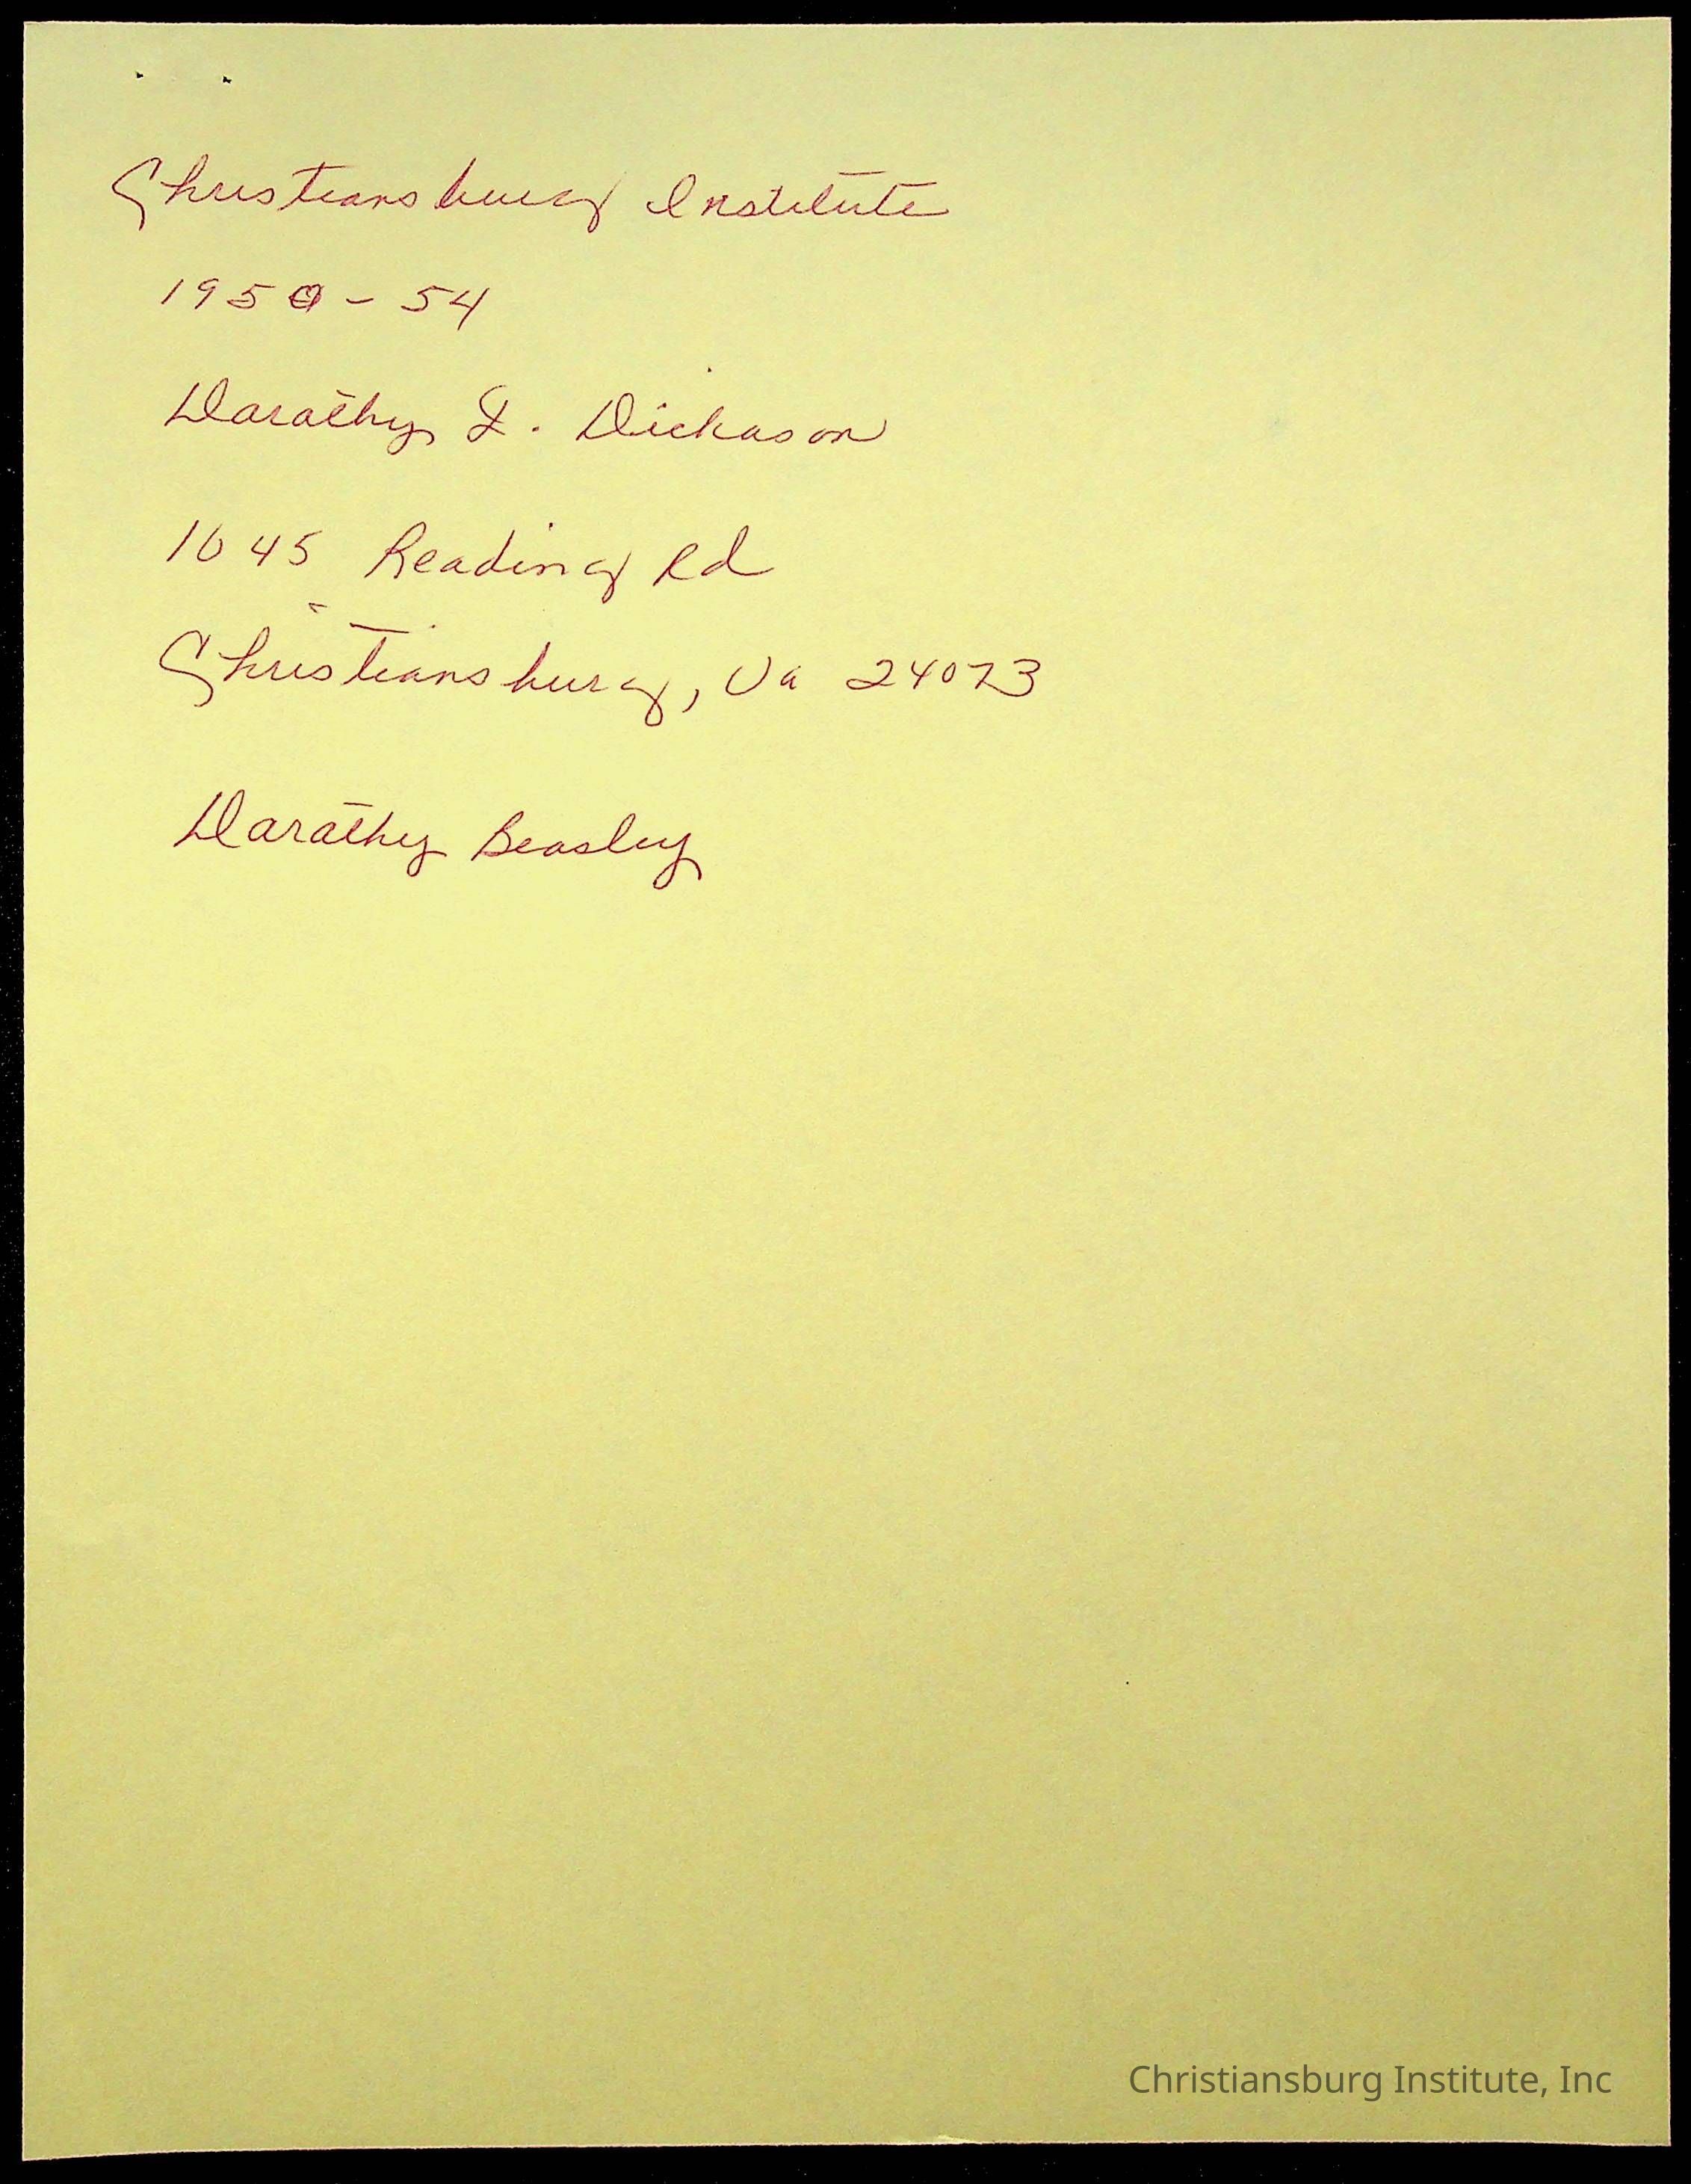 Christiansburg Institute
1950 - 54
Dorothy L. Dickason
1045 Reading Rd
Christiansburg, Va 24073
Dorothy Beasley
Christiansburg Institute, Inc